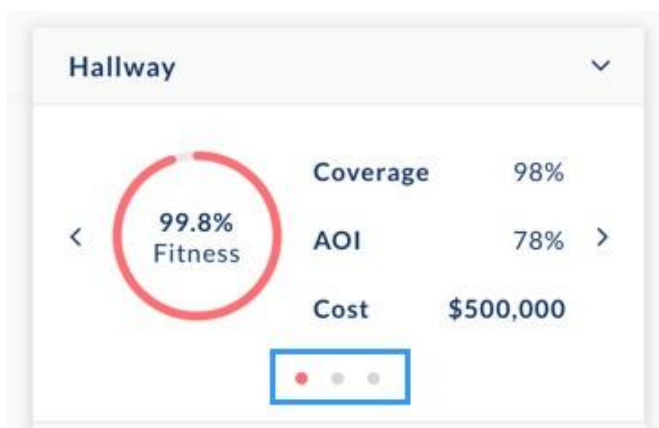 Hallway
Coverage 98%
99.8%
Fitness
AOI 78%
Cost $500,000